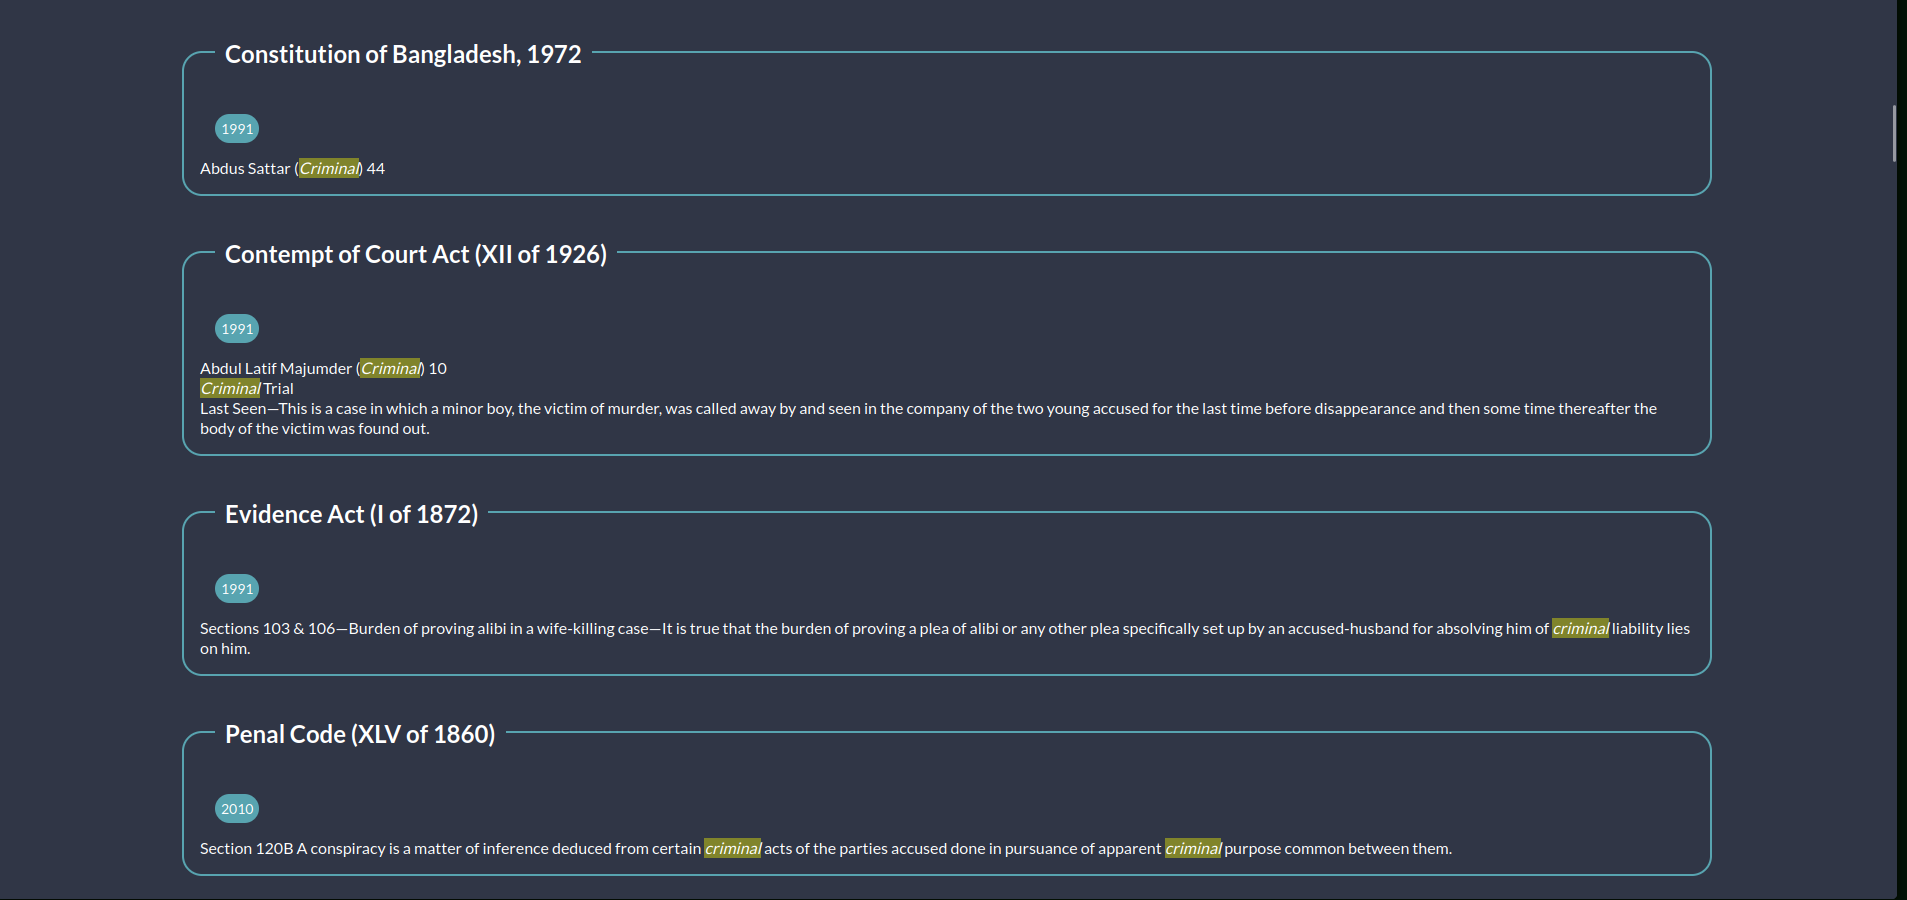 Constitution of Bangladesh, 1972
1991
Abdus Sattar (Criminal) 44
Contempt of Court Act (XII of 1926)
1991
Abdul Latif Majumder (Criminal) 10
Criminal Trial
Last Seen—This is a case in which a minor boy, the victim of murder, was called away by and seen in the company of the two young accused for the last time before disappearance and then some time thereafter the
body of the victim was found out.
Evidence Act (I of 1872)
1991
Sections 103 & 106—Burden of proving alibi in a wife-killing case—It is true that the burden of proving a plea of alibi or any other plea specifically set up by an accused-husband for absolving him of criminal liability lies
on him.
Penal Code (XLV of 1860)
2010
Section 120B A conspiracy is a matter of inference deduced from certain criminal acts of the parties accused done in pursuance of apparent criminal purpose common between them.